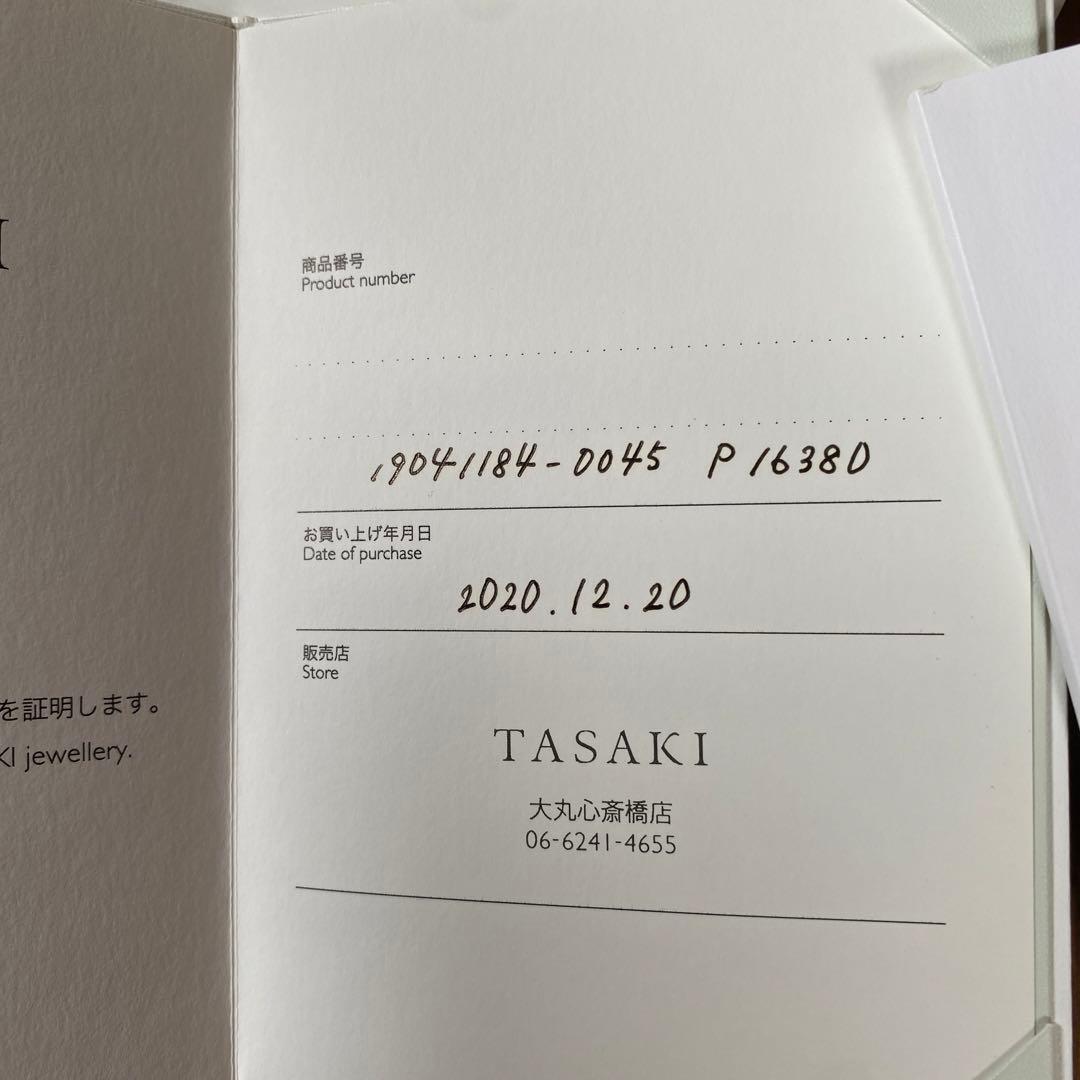 を証明します。
KI jewellery.
商品番号
Product number
19041184-0045 P16380
お買い上げ年月日
Date of purchase
2020.12.20
販売店
Store
TASAKI
大丸心斎橋店
06-6241-4655